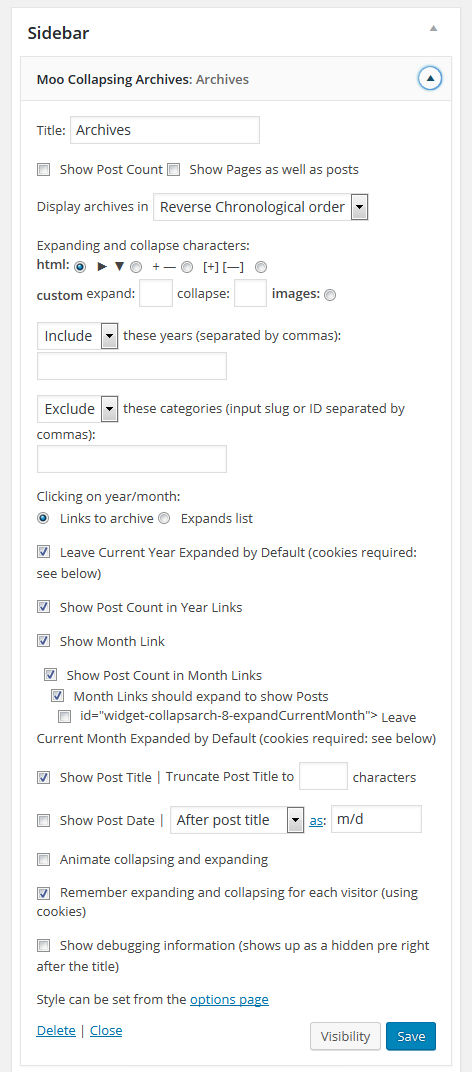 Sidebar
Moo Collapsing Archives: Archives
Title: Archives
Show Post Count Show Pages as well as posts
Display archives in Reverse Chronological order
Expanding and collapse characters:
html: ► ▼ + — [+] [—]
custom expand: collapse: images:
Include these years (separated by commas):
Exclude these categories (input slug or ID separated by
commas):
Clicking on year/month:
Links to archive Expands list
Leave Current Year Expanded by Default (cookies required:
see below)
Show Post Count in Year Links
Show Month Link
Show Post Count in Month Links
Month Links should expand to show Posts
id="widget-collapsarch-8-expandCurrentMonth"> Leave
Current Month Expanded by Default (cookies required: see below)
Show Post Title | Truncate Post Title to characters
Show Post Date | After post title as: m/d
Animate collapsing and expanding
Remember expanding and collapsing for each visitor (using
cookies)
Show debugging information (shows up as a hidden pre right
after the title)
Style can be set from the options page
Delete | Close Visibility Save